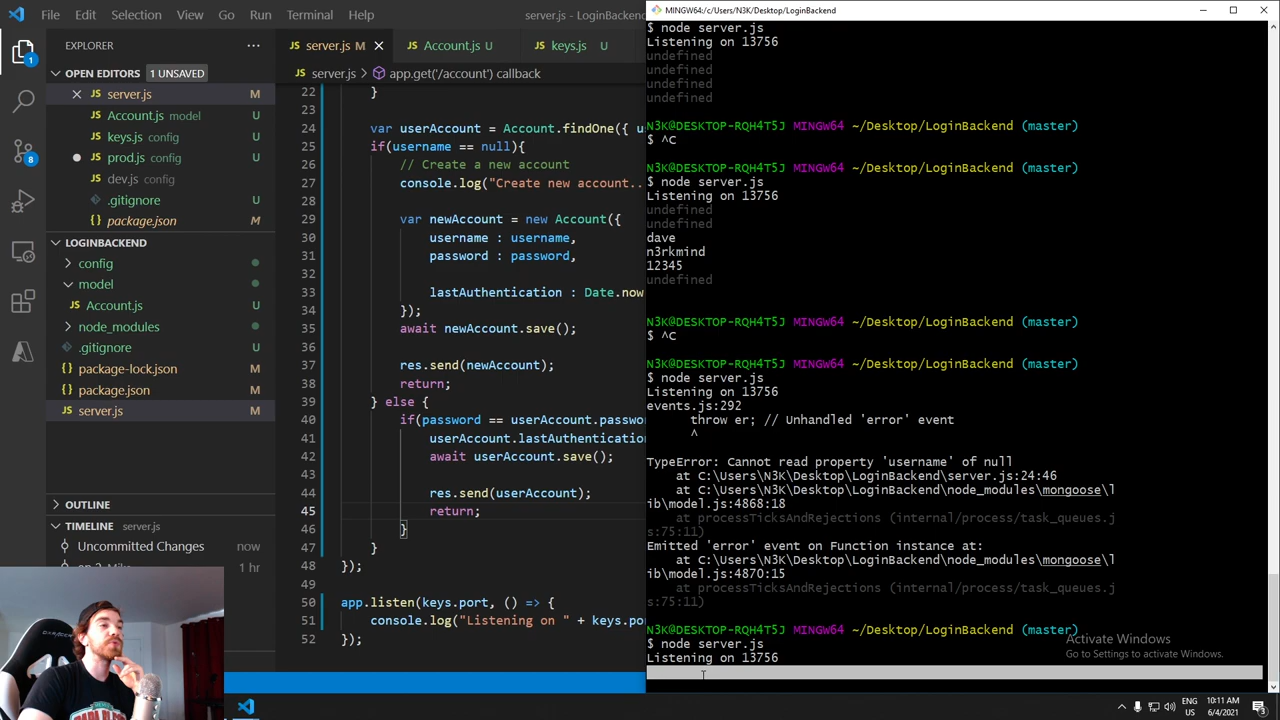 File Edit Selection View Go Run Terminal Help server.js - LoginBackend
EXPLORER
OPEN EDITORS 1 UNSAVED
server.js M
Account.js model U
keys.js config U
prod.js config U
dev.js config U
.gitignore U
package.json M
LOGINBACKEND
config
model
Account.js U
node_modules
.gitignore U
package.json M
server.js M
OUTLINE
TIMELINE server.js
Uncommitted Changes now
1 hr
1
8
server.js M Account.js U keys.js U
server.js > app.get('/account') callback
22 }
23
24 var userAccount = Account.findOne({
25 if(username == null){
26 // Create a new account
27 console.log("Create new account..
28
29 var newAccount = new Account({
30 username : username,
31 password : password,
32
33 lastAuthentication : Date.now
34 });
35 await newAccount.save();
36
37 res.send(newAccount);
38 return;
39 } else {
40 if(password == userAccount.passwo
41 userAccount.lastAuthentication
42 await userAccount.save();
43
44 res.send(userAccount);
45 return;
46 }
47 }
48 });
49
50 app.listen(keys.port, () => {
51 console.log("Listening on " + keys.po
52 });
MINGW64:/c/Users/N3K/Desktop/LoginBackend
$ node server.js
Listening on 13756
undefined
undefined
undefined
undefined
N3K@DESKTOP-RQH4T5J MINGW64 ~/Desktop/LoginBackend (master)
$ ^C
N3K@DESKTOP-RQH4T5J MINGW64 ~/Desktop/LoginBackend (master)
$ node server.js
Listening on 13756
undefined
undefined
dave
n3rkmind
12345
undefined
N3K@DESKTOP-RQH4T5J MINGW64 ~/Desktop/LoginBackend (master)
$ ^C
N3K@DESKTOP-RQH4T5J MINGW64 ~/Desktop/LoginBackend (master)
$ node server.js
Listening on 13756
events.js:292
throw er; // Unhandled 'error' event
^
TypeError: Cannot read property 'username' of null
at C:\Users\N3K\Desktop\LoginBackend\server.js:24:46
at C:\Users\N3K\Desktop\LoginBackend\node_modules\mongoose\l
ib\model.js:4868:18
at processTicksAndRejections (internal/process/task_queues.j
s:75:11)
Emitted 'error' event on Function instance at:
at C:\Users\N3K\Desktop\LoginBackend\node_modules\mongoose\l
ib\model.js:4870:15
at processTicksAndRejections (internal/process/task_queues.j
s:75:11)
N3K@DESKTOP-RQH4T5J MINGW64 ~/Desktop/LoginBackend (master)
$ node server.js
Listening on 13756
Activate Windows
Go to Settings to activate Windows.
ENG
US
10:11 AM
6/4/2021
3